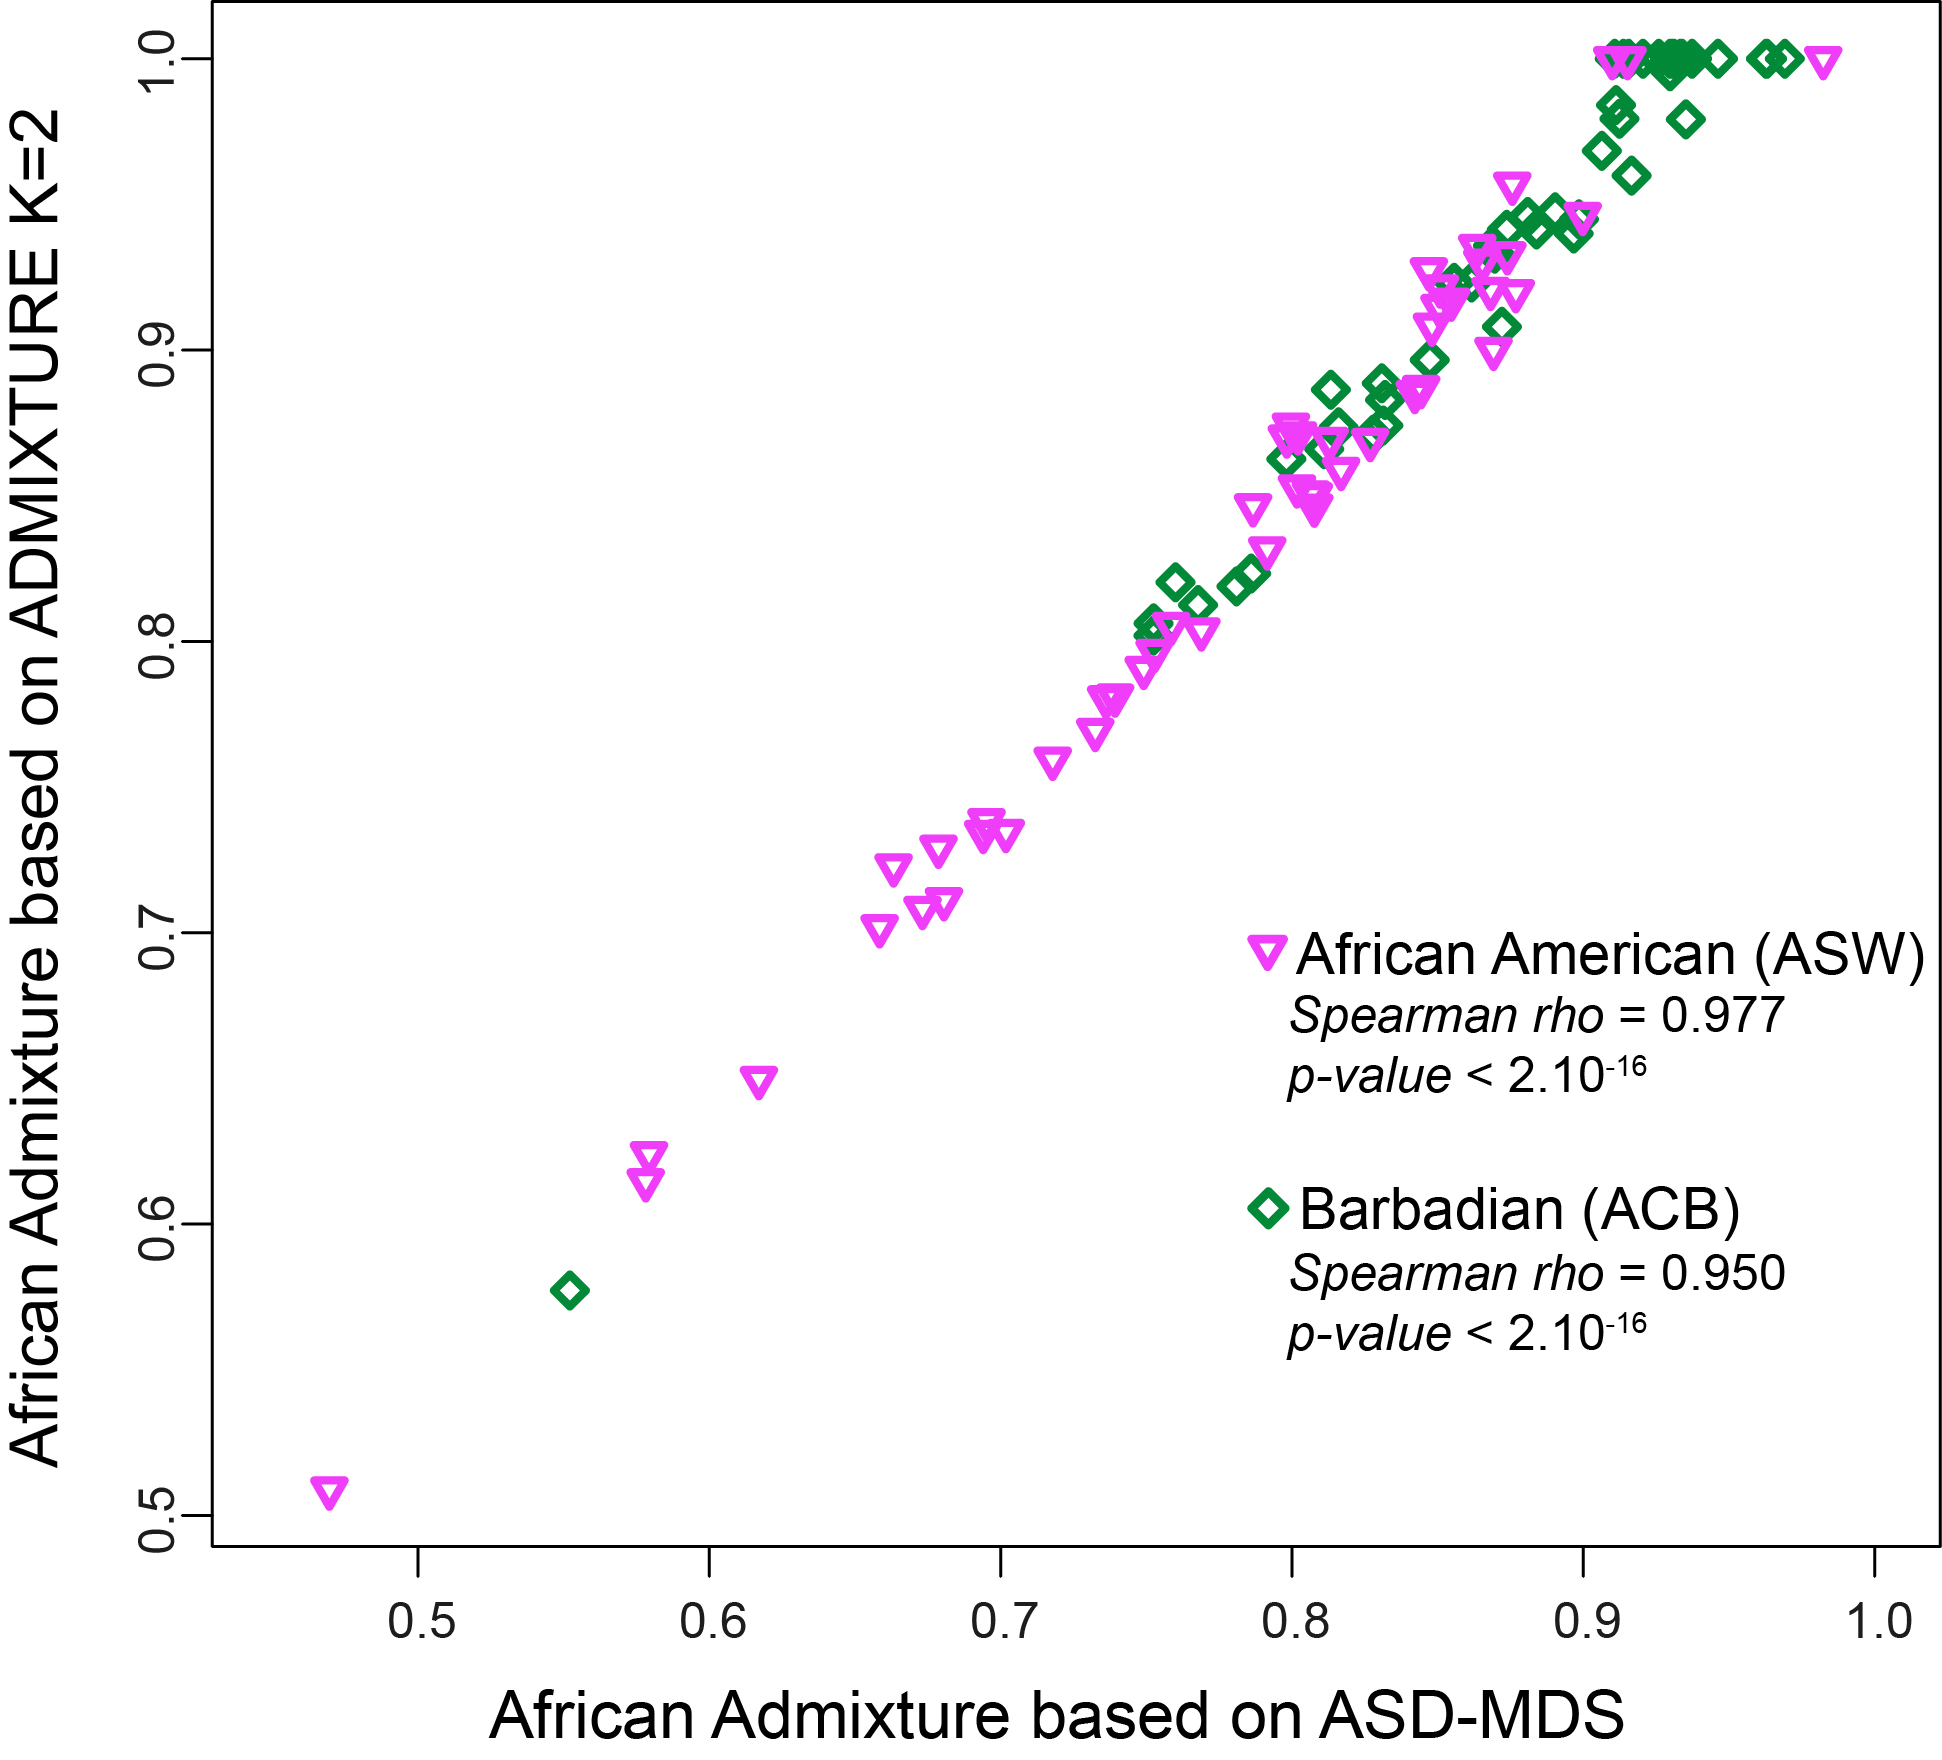 African Admixture based on ADMIXTURE K=2
1.0
0.9
0.8
0.7
0.6
0.5
African American (ASW)
Spearman rho = 0.977
p-value < 2.10⁻¹⁶
Barbadian (ACB)
Spearman rho = 0.950
p-value < 2.10⁻¹⁶
0.5 0.6 0.7 0.8 0.9 1.0
African Admixture based on ASD-MDS